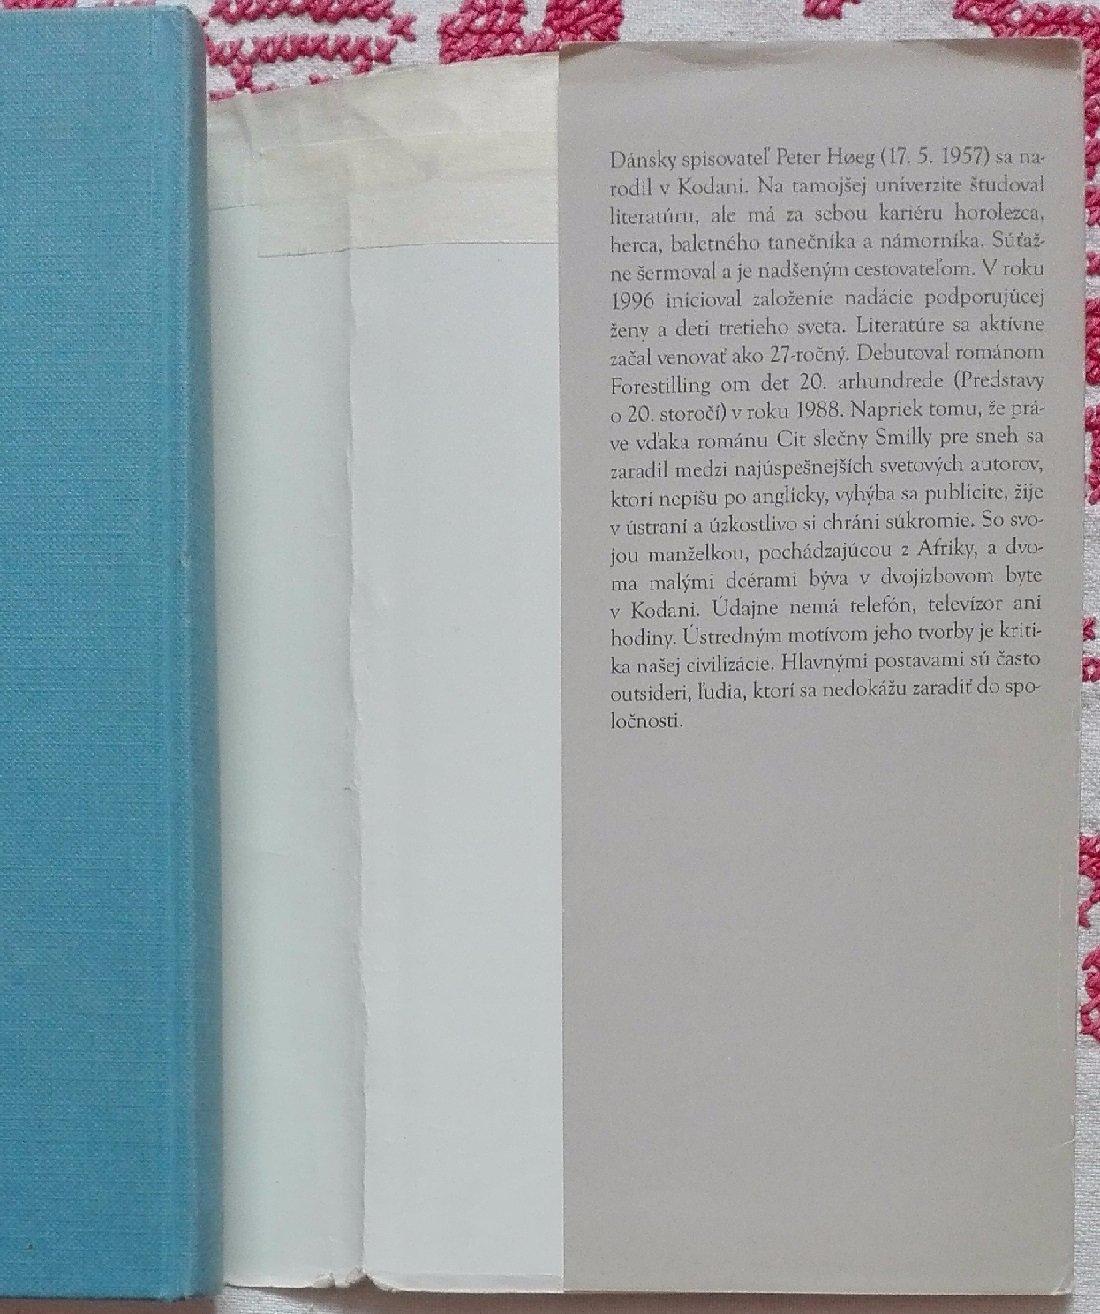 Dánsky spisovateľ Peter Høeg (17. 5. 1957) sa na-
rodil v Kodani. Na tamojšej univerzite študoval
literatúru, ale má za sebou kariéru horolezca,
herca, baletného tanečníka a námorníka. Súťaž-
ne šermoval a je nadšeným cestovateľom. V roku
1996 inicioval založenie nadácie podporujúcej
ženy a deti tretieho sveta. Literatúre sa aktívne
začal venovať ako 27-ročný. Debutoval románom
Forestilling om det 20. arhundrede (Predstavy
o 20. storočí) v roku 1988. Napriek tomu, že prá-
ve vďaka románu Cit slečny Smilly pre sneh sa
zaradil medzi najúspešnejších svetových autorov,
ktorí nepíšu po anglicky, vyhýba sa publicite, žije
v ústraní a úzkostlivo si chráni súkromie. So svo-
jou manželkou, pochádzajúcou z Afriky, a dvo-
ma malými dcérami býva v dvojizbovom byte
v Kodani. Údajne nemá telefón, televízor ani
hodiny. Ústredným motívom jeho tvorby je kriti-
ka našej civilizácie. Hlavnými postavami sú často
outsideri, ľudia, ktorí sa nedokážu zaradiť do spo-
ločnosti.